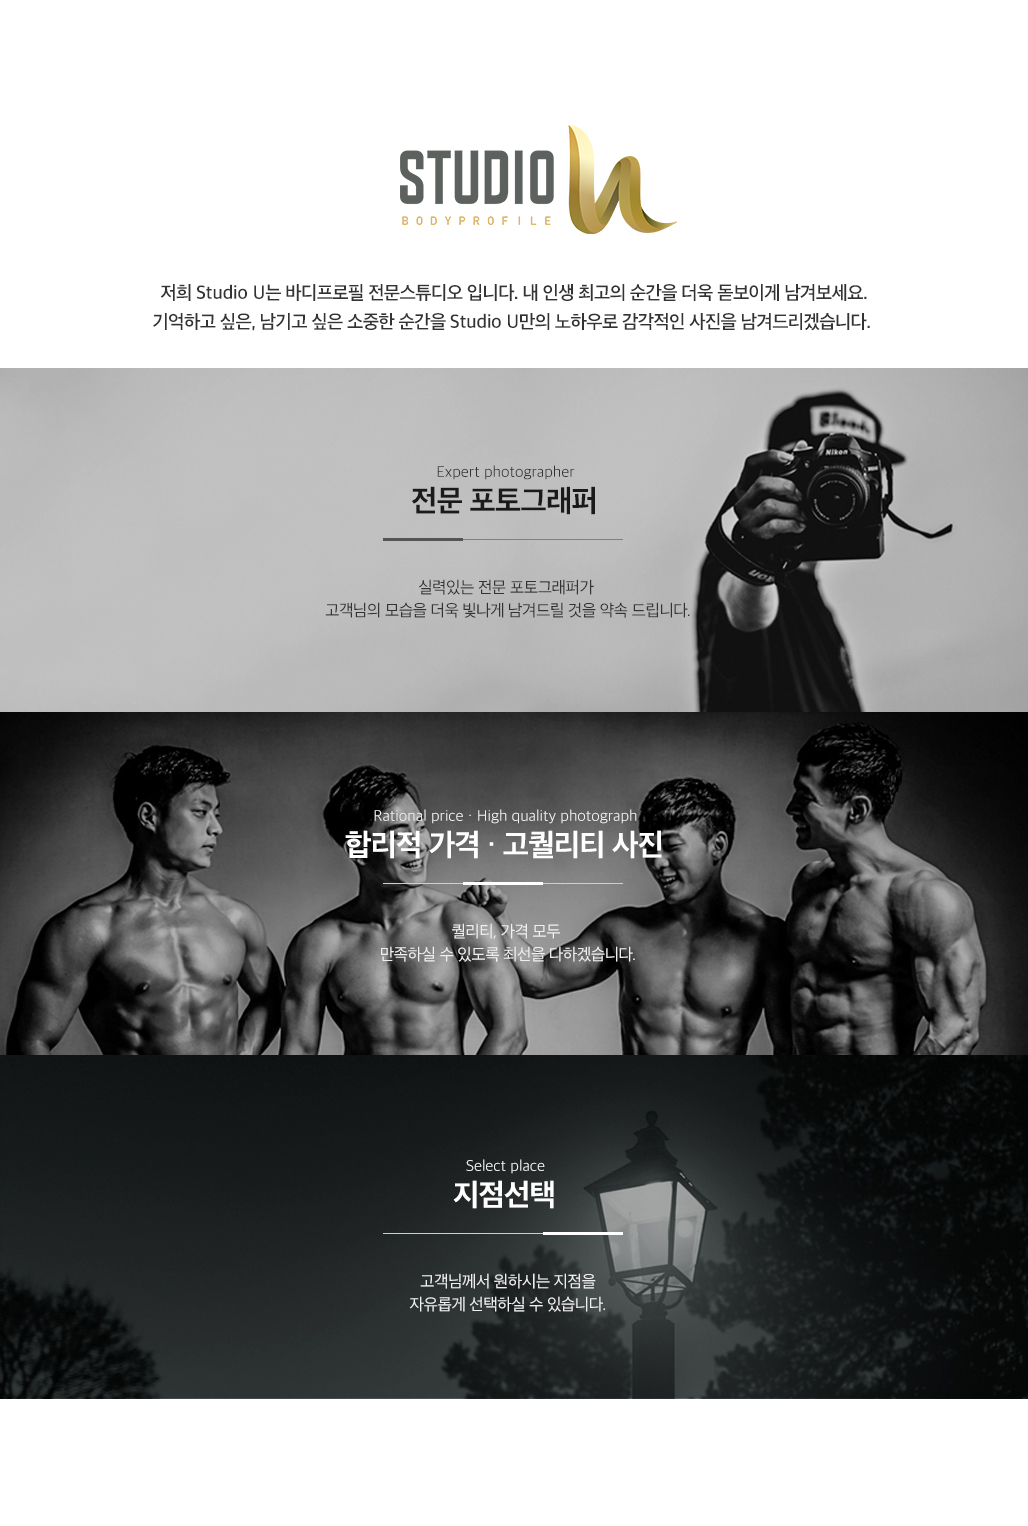 STUDIO U
BODYPROFILE
저희 Studio U는 바디프로필 전문스튜디오 입니다. 내 인생 최고의 순간을 더욱 돋보이게 남겨보세요.
기억하고 싶은, 남기고 싶은 소중한 순간을 Studio U만의 노하우로 감각적인 사진을 남겨드리겠습니다.
Expert photographer
전문 포토그래퍼
Nikon
실력있는 전문 포토그래퍼가
고객님의 모습을 더욱 빛나게 남겨드릴 것을 약속 드립니다.
Rational price · High quality photograph
합리적 가격 · 고퀄리티 사진
퀄리티, 가격 모두
만족하실 수 있도록 최선을 다하겠습니다.
Select place
지점선택
고객님께서 원하시는 지점을
자유롭게 선택하실 수 있습니다.